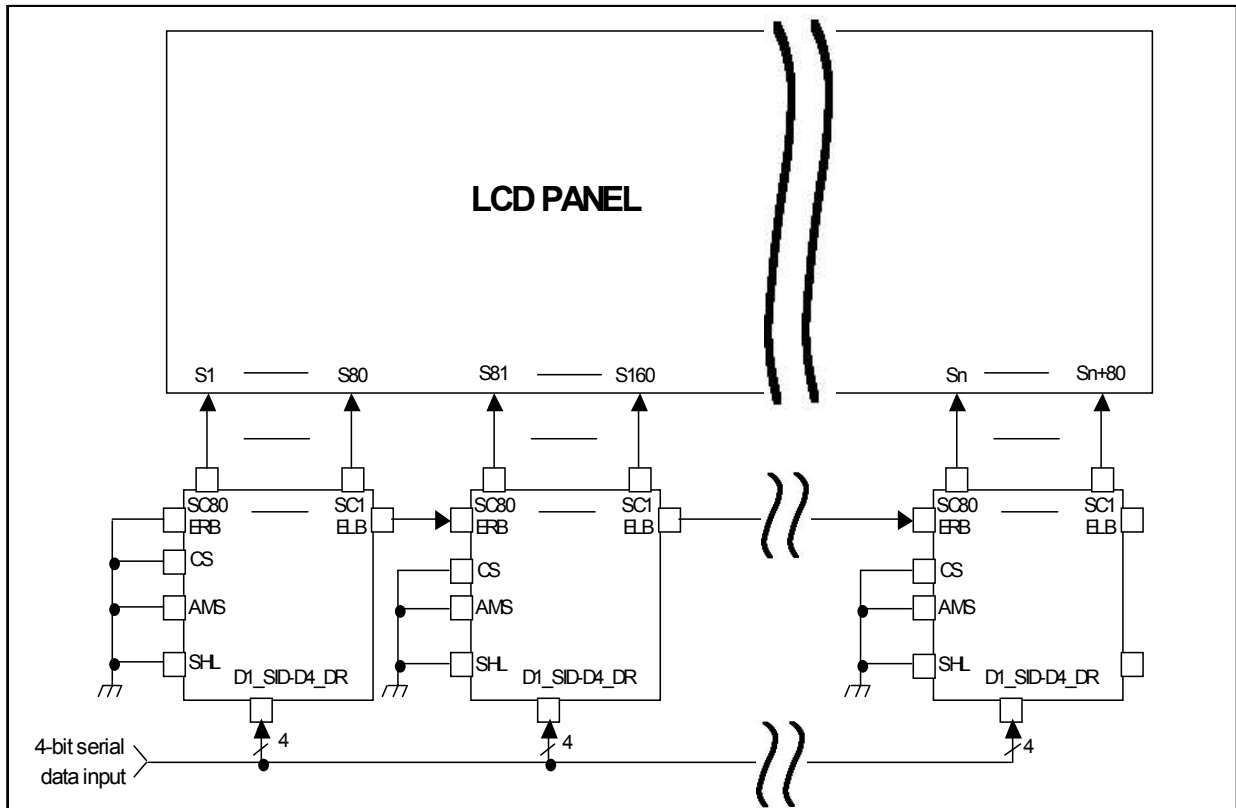 LCD PANEL
S1 S80 S81 S160 Sn Sn+80
SC80 SC1 SC80 SC1 SC80 SC1
ERB ELB ERB ELB ERB ELB
CS CS CS
AMS AMS AMS
SHL SHL SHL
D1_SID-D4_DR D1_SID-D4_DR D1_SID-D4_DR
4-bit serial 4 4 4
data input